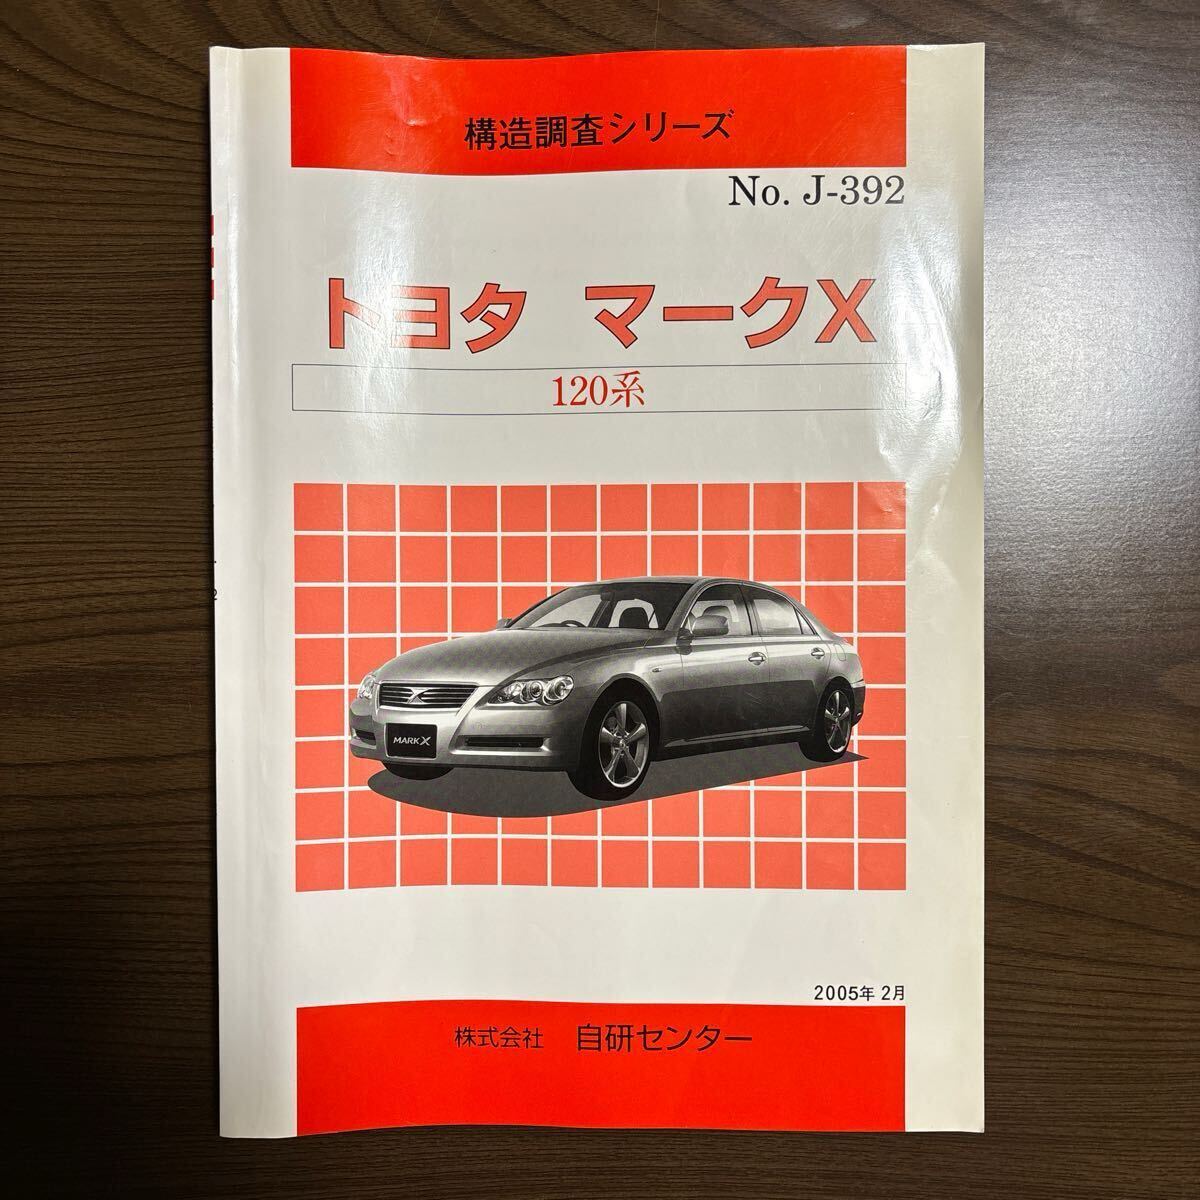 構造調査シリーズ
No. J-392
トヨタ マークX
120系
MARK X
2005年 2月
株式会社 自研センター